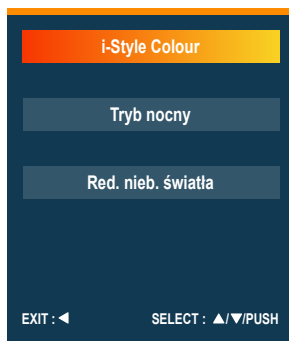 i-Style Colour
Tryb nocny
Red. nieb. światła
EXIT : ◀ SELECT : ▲/▼/PUSH